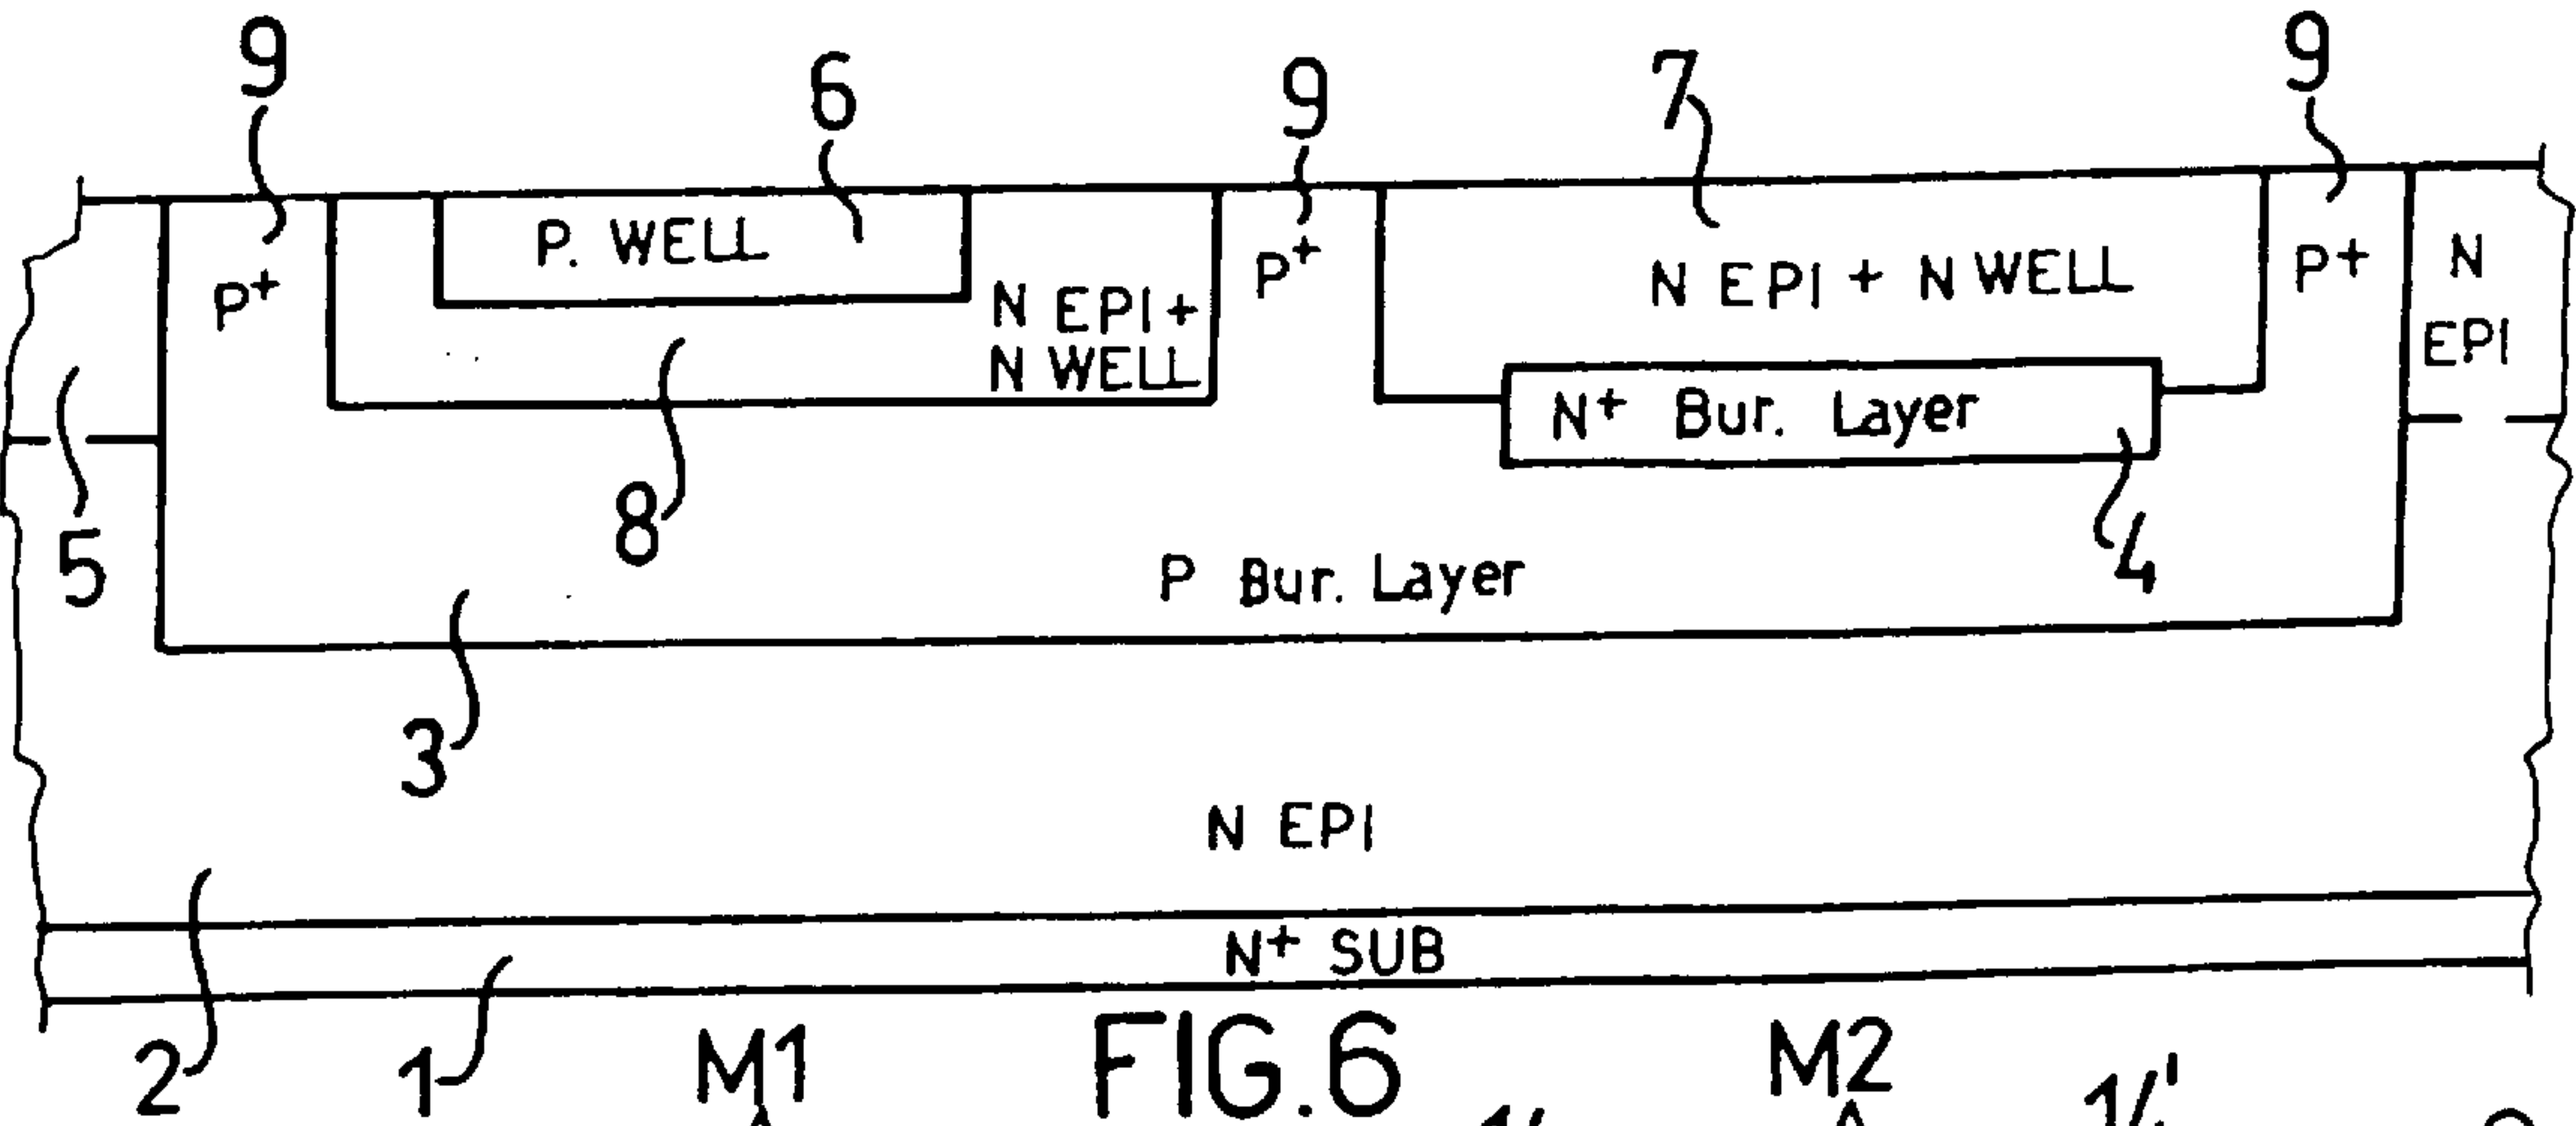 9
6
9
7
9
P. WELL
P+
N EPI +
N WELL
P+
N EPI + N WELL
P+
N
EPI
N+ Bur. Layer
5
8
4
P Bur. Layer
3
N EPI
N+ SUB
2
1
M1
FIG.6
M2